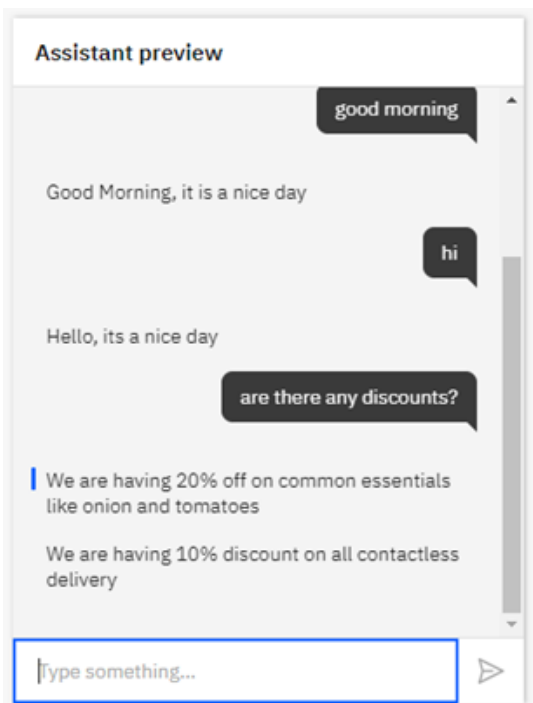 Assistant preview
good morning
Good Morning, it is a nice day
hi
Hello, its a nice day
are there any discounts?
We are having 20% off on common essentials
like onion and tomatoes
We are having 10% discount on all contactless
delivery
Type something...